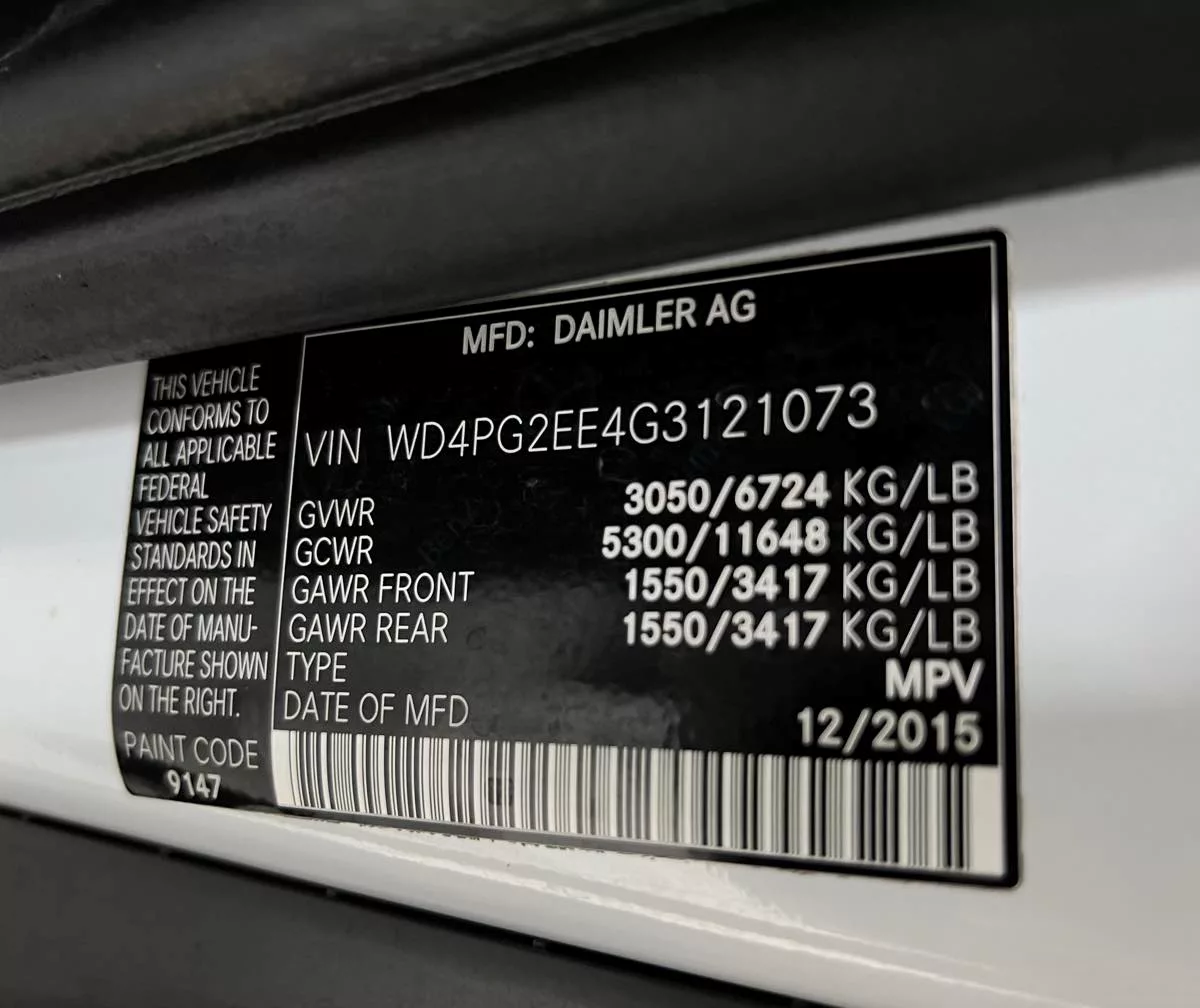 MFD: DAIMLER AG
THIS VEHICLE
CONFORMS TO
ALL APPLICABLE
FEDERAL
VEHICLE SAFETY
STANDARDS IN
EFFECT ON THE
DATE OF MANU-
FACTURE SHOWN
ON THE RIGHT.
PAINT CODE
9147
VIN WD4PG2EE4G3121073
GVWR 3050/6724 KG/LB
GCWR 5300/11648 KG/LB
GAWR FRONT 1550/3417 KG/LB
GAWR REAR 1550/3417 KG/LB
TYPE MPV
DATE OF MFD 12/2015